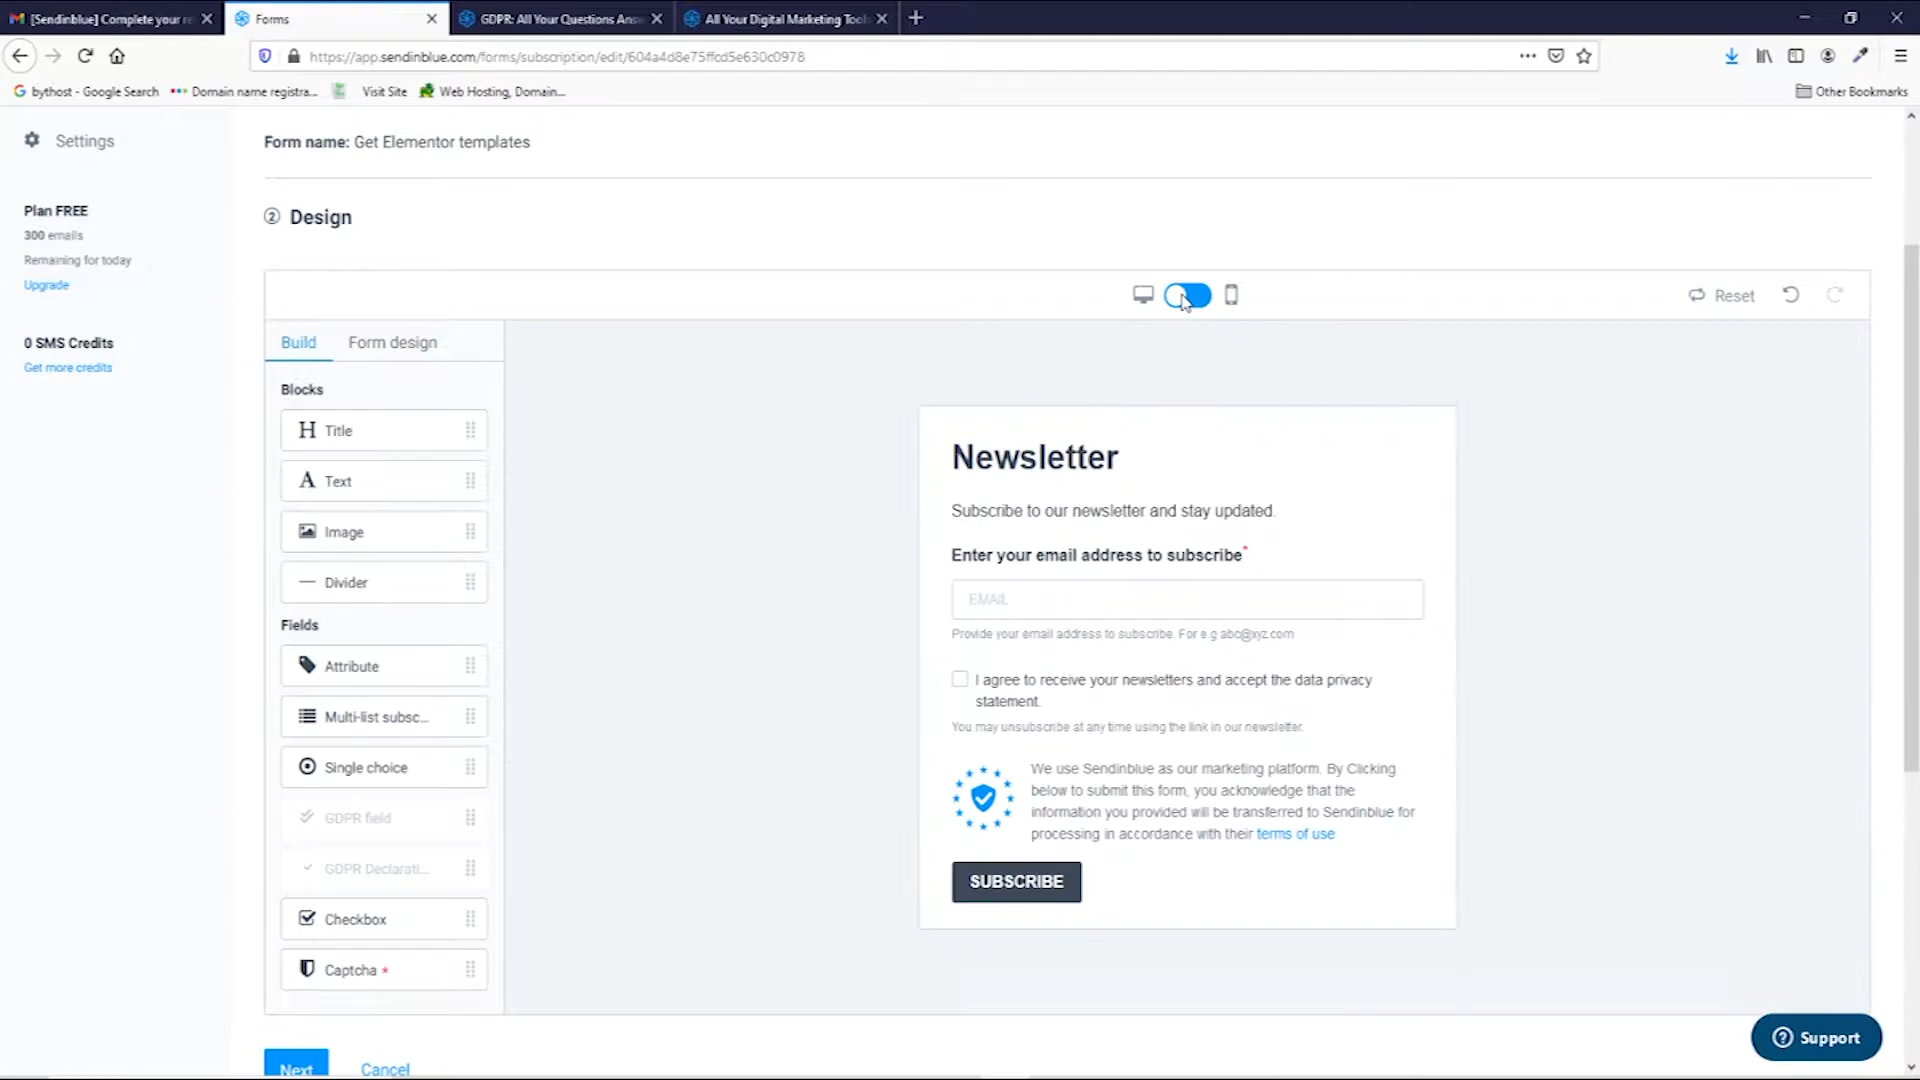 [Sendinblue] Complete your re
Forms
GDPR: All Your Questions Ans
All Your Digital Marketing Tool
https://app.sendinblue.com/forms/subscription/edit/604a4d8e75ffcd5e630c0978
bythost - Google Search
Domain name registra...
Visit Site
Web Hosting, Domain...
Other Bookmarks
Settings
Form name: Get Elementor templates
Plan FREE
300 emails
Remaining for today
Upgrade
0 SMS Credits
Get more credits
2 Design
Reset
Build
Form design
Blocks
H Title
A Text
Image
Divider
Fields
Attribute
Multi-list subsc...
Single choice
GDPR field
GDPR Declarati...
Checkbox
Captcha *
Newsletter
Subscribe to our newsletter and stay updated.
Enter your email address to subscribe*
EMAIL
Provide your email address to subscribe. For e.g abc@xyz.com
I agree to receive your newsletters and accept the data privacy
statement.
You may unsubscribe at any time using the link in our newsletter.
We use Sendinblue as our marketing platform. By Clicking
below to submit this form, you acknowledge that the
information you provided will be transferred to Sendinblue for
processing in accordance with their terms of use
SUBSCRIBE
Next
Cancel
Support